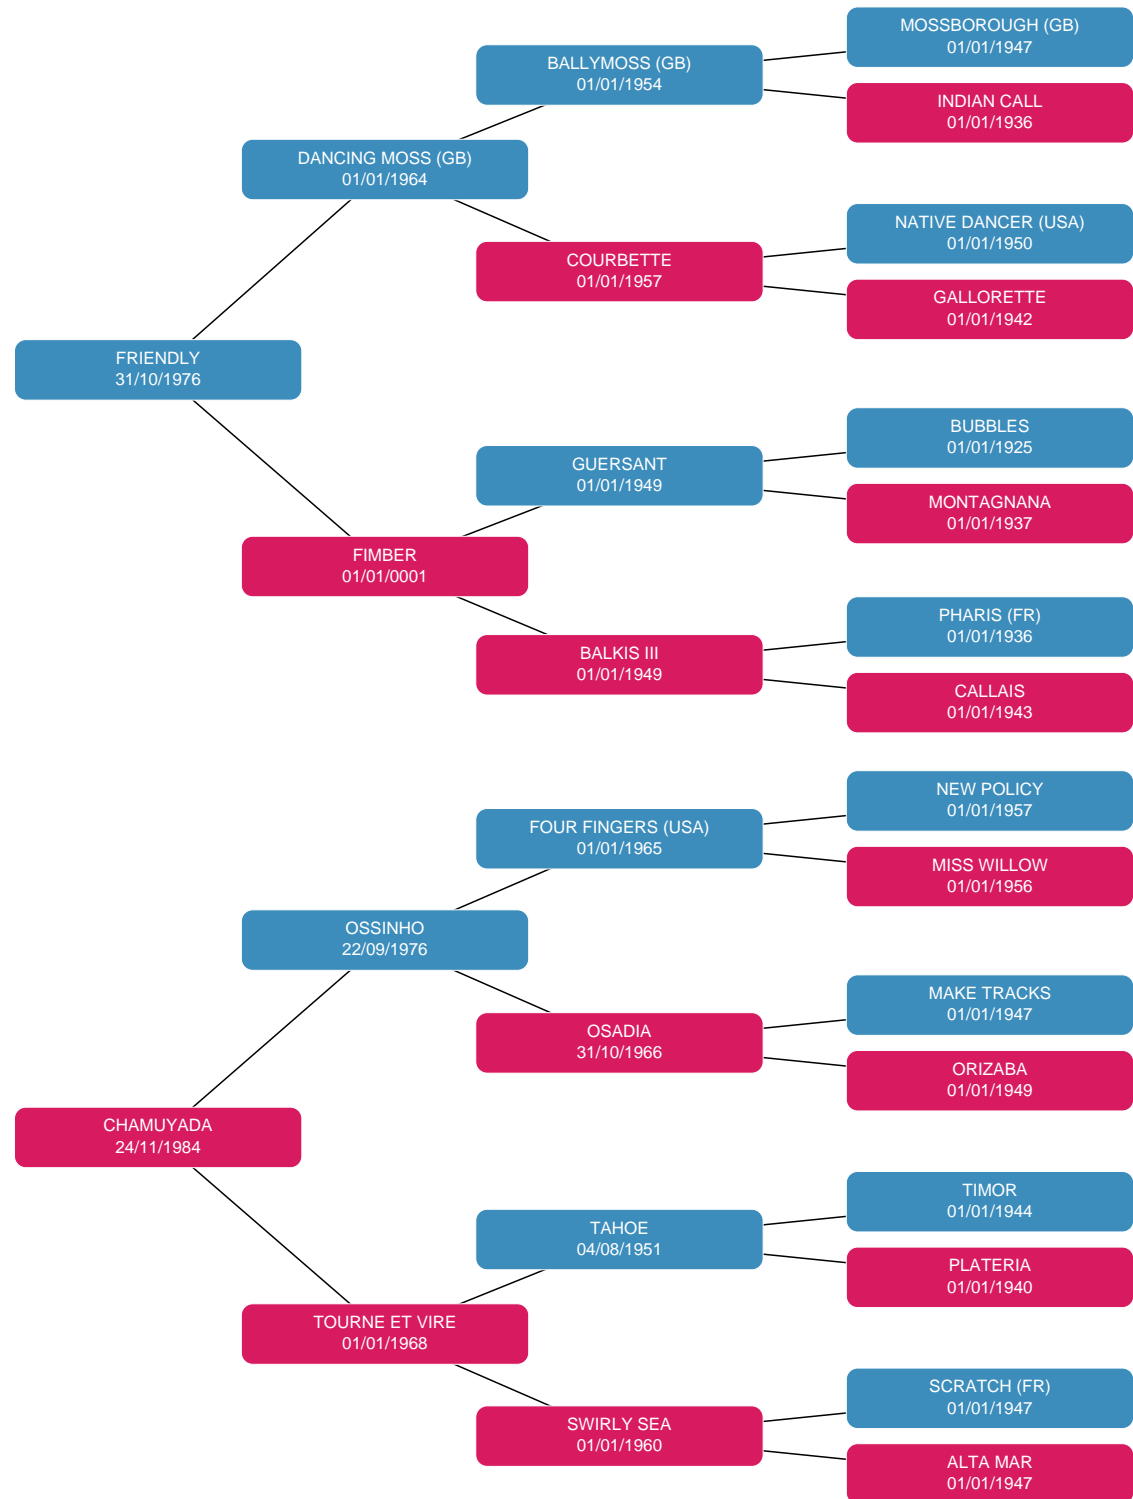 MOSSBOROUGH (GB)
01/01/1947
BALLYMOSS (GB)
01/01/1954
INDIAN CALL
01/01/1936
DANCING MOSS (GB)
01/01/1964
NATIVE DANCER (USA)
01/01/1950
COURBETTE
01/01/1957
GALLORETTE
01/01/1942
FRIENDLY
31/10/1976
BUBBLES
01/01/1925
GUERSANT
01/01/1949
MONTAGNANA
01/01/1937
FIMBER
01/01/0001
PHARIS (FR)
01/01/1936
BALKIS III
01/01/1949
CALLAIS
01/01/1943
NEW POLICY
01/01/1957
FOUR FINGERS (USA)
01/01/1965
MISS WILLOW
01/01/1956
OSSINHO
22/09/1976
MAKE TRACKS
01/01/1947
OSADIA
31/10/1966
ORIZABA
01/01/1949
CHAMUYADA
24/11/1984
TIMOR
01/01/1944
TAHOE
04/08/1951
PLATERIA
01/01/1940
TOURNE ET VIRE
01/01/1968
SCRATCH (FR)
01/01/1947
SWIRLY SEA
01/01/1960
ALTA MAR
01/01/1947